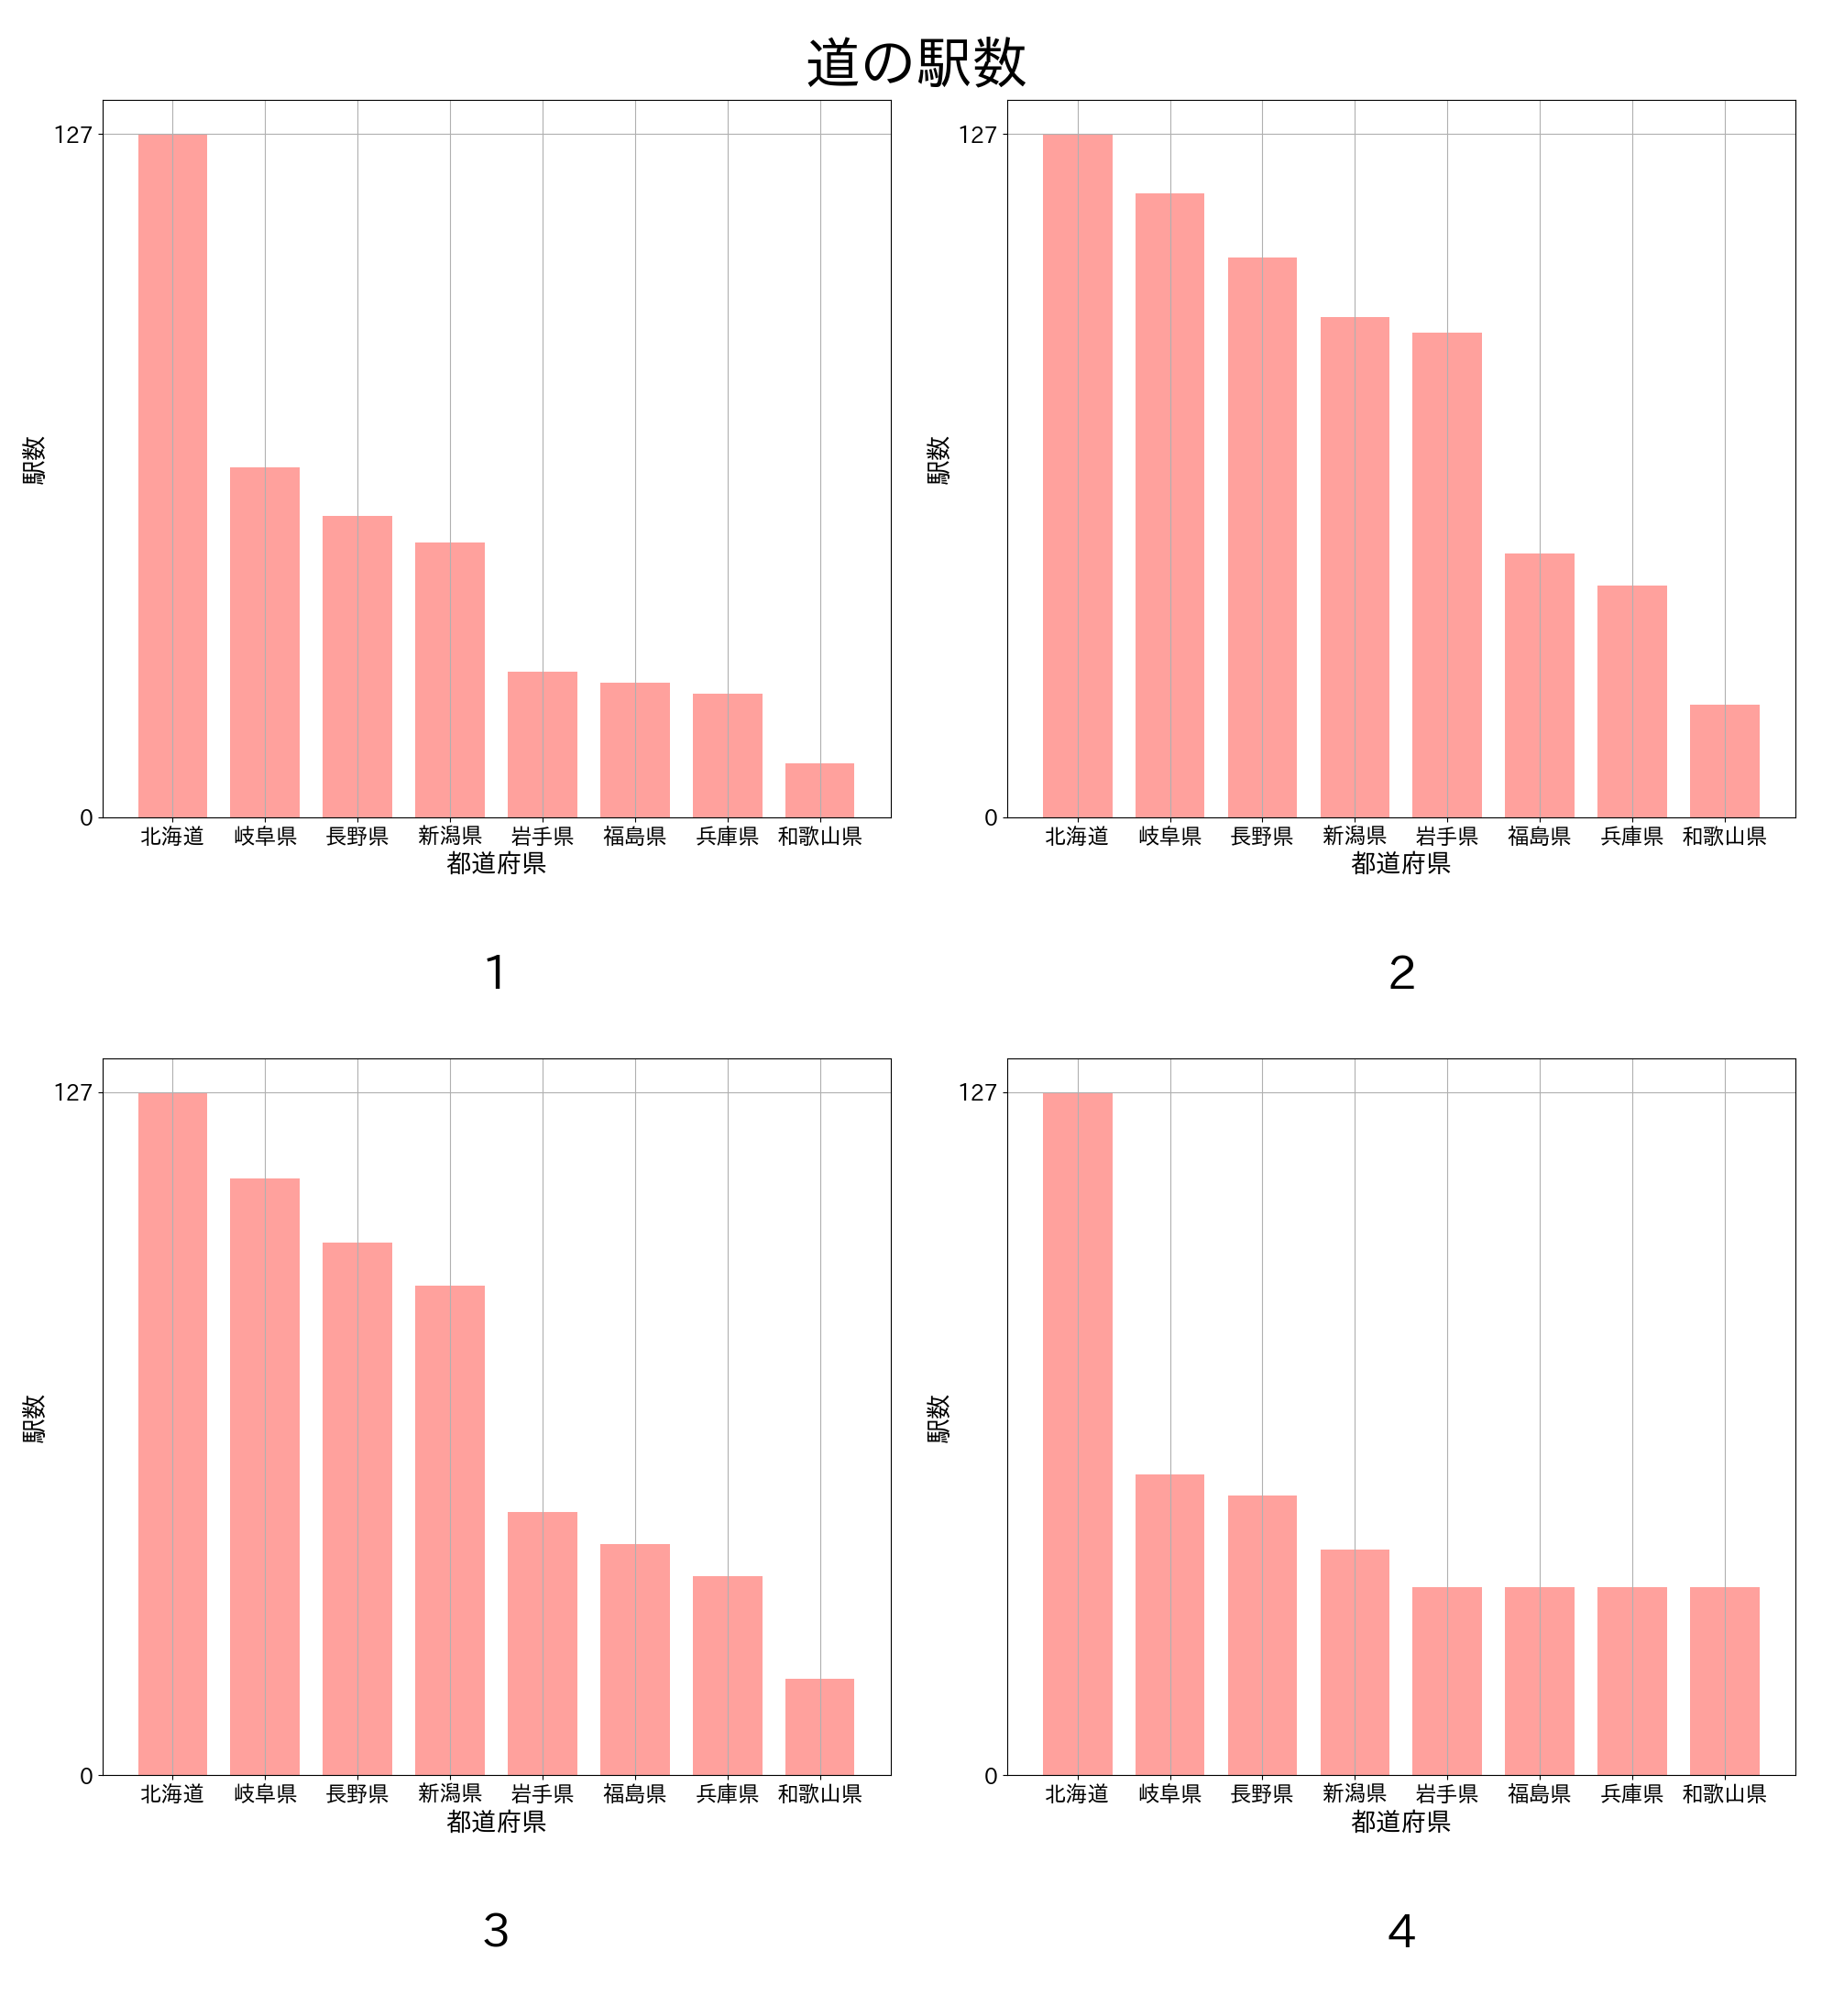 道の駅数
127
0
駅数
北海道 岐阜県 長野県 新潟県 岩手県 福島県 兵庫県 和歌山県
都道府県
1
127
0
駅数
北海道 岐阜県 長野県 新潟県 岩手県 福島県 兵庫県 和歌山県
都道府県
2
127
0
駅数
北海道 岐阜県 長野県 新潟県 岩手県 福島県 兵庫県 和歌山県
都道府県
3
127
0
駅数
北海道 岐阜県 長野県 新潟県 岩手県 福島県 兵庫県 和歌山県
都道府県
4